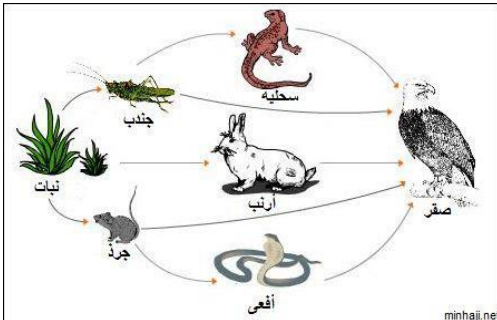 سحلية
جندب
نبات
أرنب
صقر
جرذ
أفعى
minhaji.net